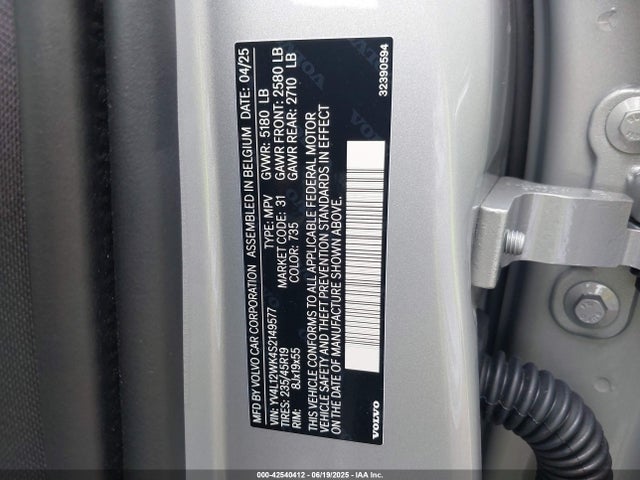 MFD BY VOLVO CAR CORPORATION ASSEMBLED IN BELGIUM DATE: 04/25
VIN: YV4L12WK4S2149577 TYPE: MPV GVWR: 5180 LB
TIRES: 235/45R19 MARKET CODE: 31 GAWR FRONT: 2580 LB
RIM: 8Jx19x55 COLOR: 735 GAWR REAR: 2710 LB
THIS VEHICLE CONFORMS TO ALL APPLICABLE FEDERAL MOTOR
VEHICLE SAFETY AND THEFT PREVENTION STANDARDS IN EFFECT
ON THE DATE OF MANUFACTURE SHOWN ABOVE.
VOLVO
32390594
000-42540412 - 06/19/2025 - IAA Inc.